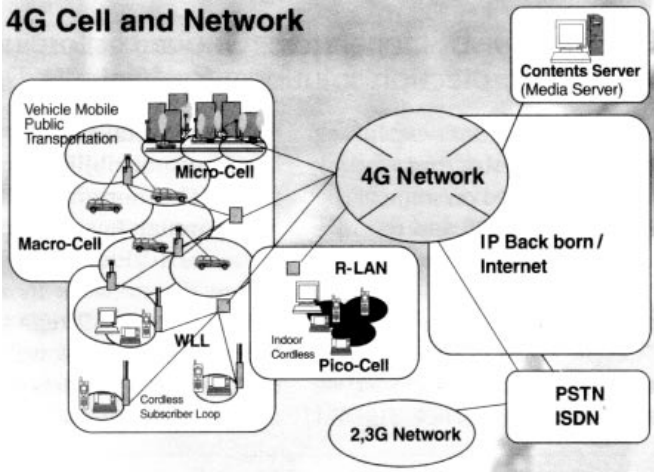 4G Cell and Network
Contents Server
(Media Server)
Vehicle Mobile
Public
Transportation
Micro-Cell
4G Network
Macro-Cell
IP Back born /
Internet
R-LAN
Indoor
Cordless
Pico-Cell
WLL
Cordless
Subscriber Loop
PSTN
ISDN
2,3G Network